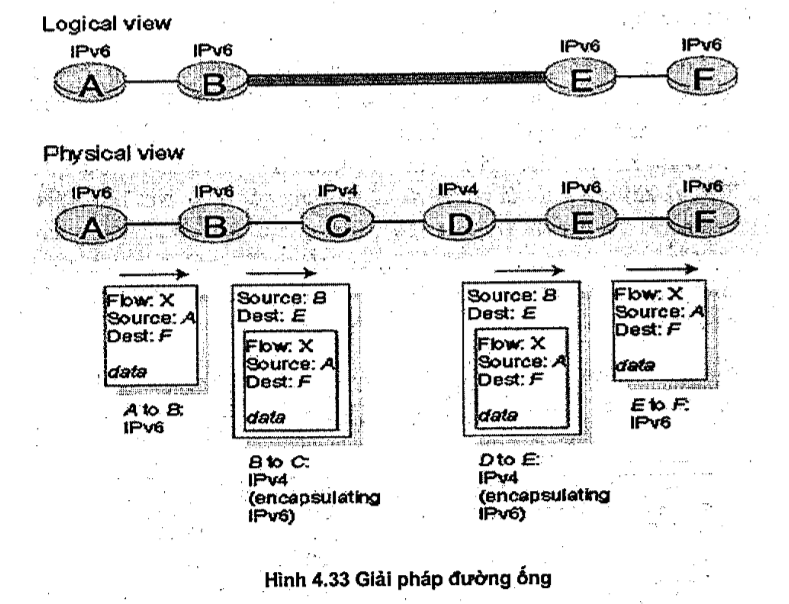 Logical view
IPv6 IPv6 IPv6 IPv6
A B E F
Physical view
IPv6 IPv6 IPv4 IPv4 IPv6 IPv6
A B C D E F
Flow: X
Source: A
Dest: F
data
A to B:
IPv6
Source: B
Dest: E
Flow: X
Source: A
Dest: F
data
B to C:
IPv4
(encapsulating
IPv6)
Source: B
Dest: E
Flow: X
Source: A
Dest: F
data
D to E:
IPv4
(encapsulating
IPv6)
Flow: X
Source: A
Dest: F
data
E to F:
IPv6
Hình 4.33 Giải pháp đường ống